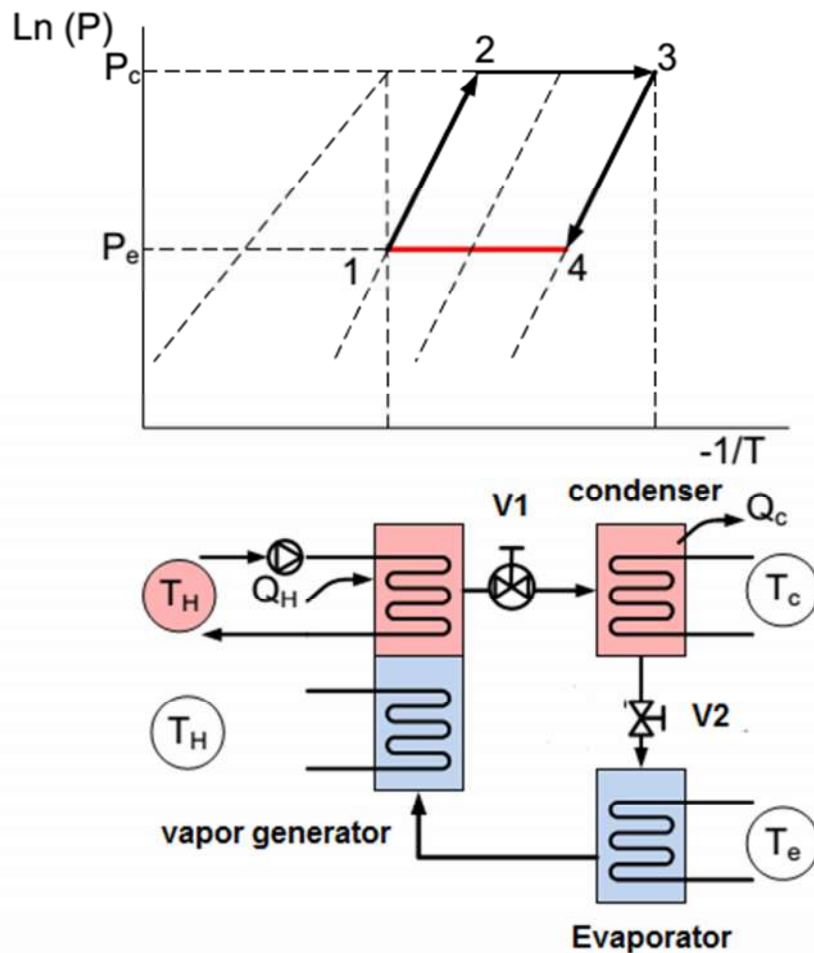 Ln (P)
Pc
2
3
Pe
1
4
-1/T
V1
condenser
Qc
TH
QH
Tc
TH
V2
vapor generator
Te
Evaporator